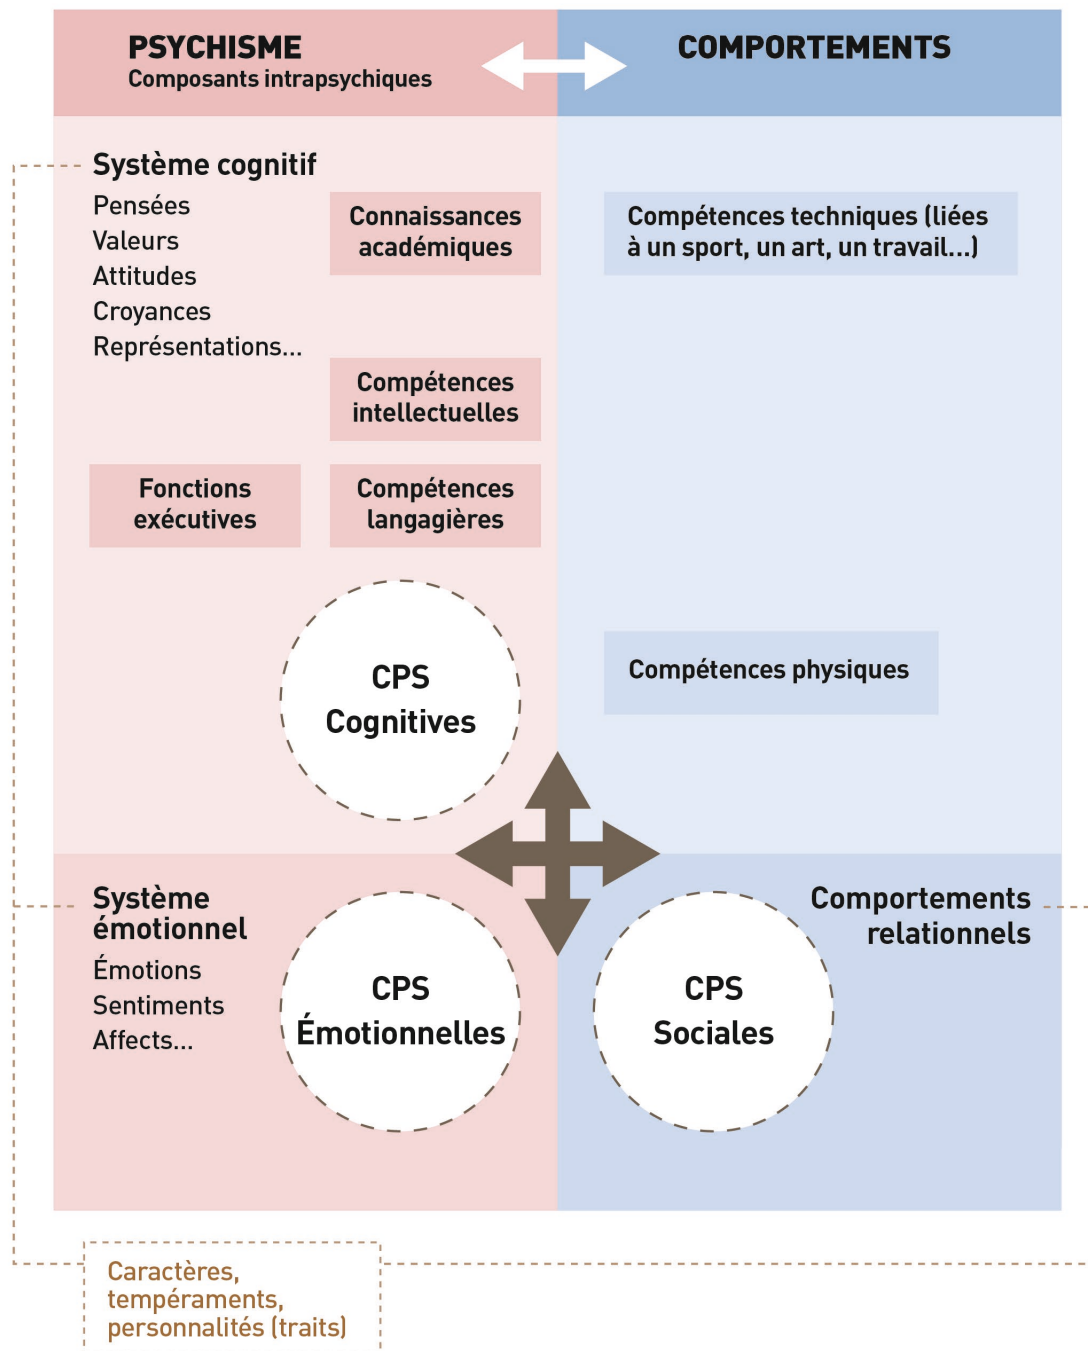 PSYCHISME
Composants intrapsychiques
COMPORTEMENTS
Système cognitif
Pensées
Valeurs
Attitudes
Croyances
Représentations...
Connaissances
académiques
Compétences techniques (liées
à un sport, un art, un travail...)
Compétences
intellectuelles
Fonctions
exécutives
Compétences
langagières
CPS
Cognitives
Compétences physiques
Système
émotionnel
Émotions
Sentiments
Affects...
CPS
Émotionnelles
CPS
Sociales
Comportements
relationnels
Caractères,
tempéraments,
personnalités (traits)